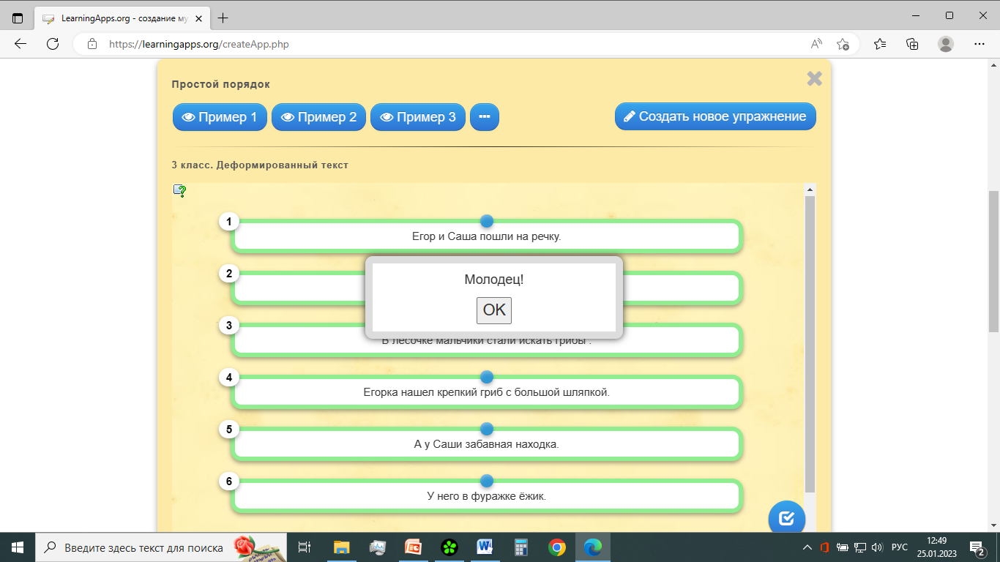 LearningApps.org - создание му
https://learningapps.org/createApp.php
Простой порядок
Пример 1
Пример 2
Пример 3
Создать новое упражнение
3 класс. Деформированный текст
1
Егор и Саша пошли на речку.
2
Молодец!
OK
3
В лесочке мальчики стали искать грибы .
4
Егорка нашел крепкий гриб с большой шляпкой.
5
А у Саши забавная находка.
6
У него в фуражке ёжик.
Введите здесь текст для поиска
РУС
12:49
25.01.2023
2